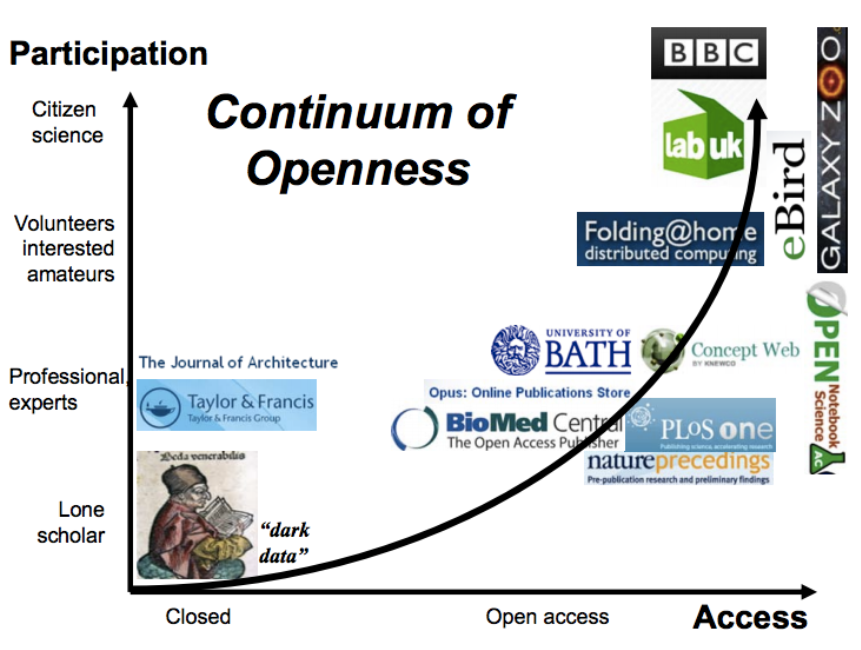 Participation
Continuum of
Openness
Citizen
science
Volunteers
interested
amateurs
Professional,
experts
Lone
scholar
BBC
lab uk
GALAXY ZOO
eBird
Folding@home
distributed computing
OPEN
Notebook
Science
AC
UNIVERSITY OF
BATH
Concept Web
BY KNEWCO
Opus: Online Publications Store
BioMed Central
The Open Access Publisher
PLoS one
Publishing science, accelerating research
natureprecedings
Pre-publication research and preliminary findings
The Journal of Architecture
Taylor & Francis
Taylor & Francis Group
Beda venerabilis
“dark
data”
Closed
Open access
Access